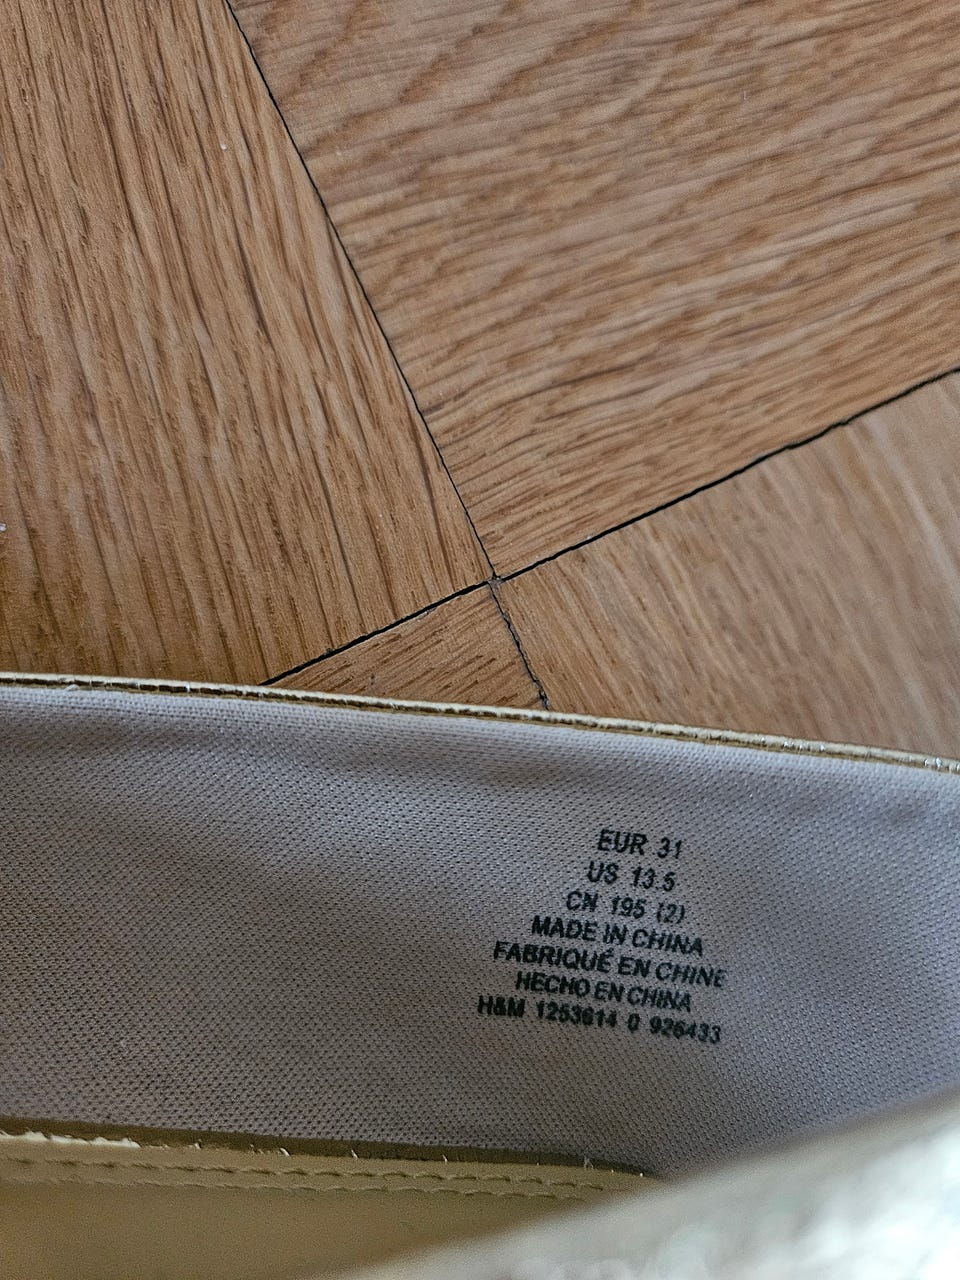 EUR 31
US 13.5
CN 195 (2)
MADE IN CHINA
FABRIQUÉ EN CHINE
HECHO EN CHINA
H&M 1253614 0 926433